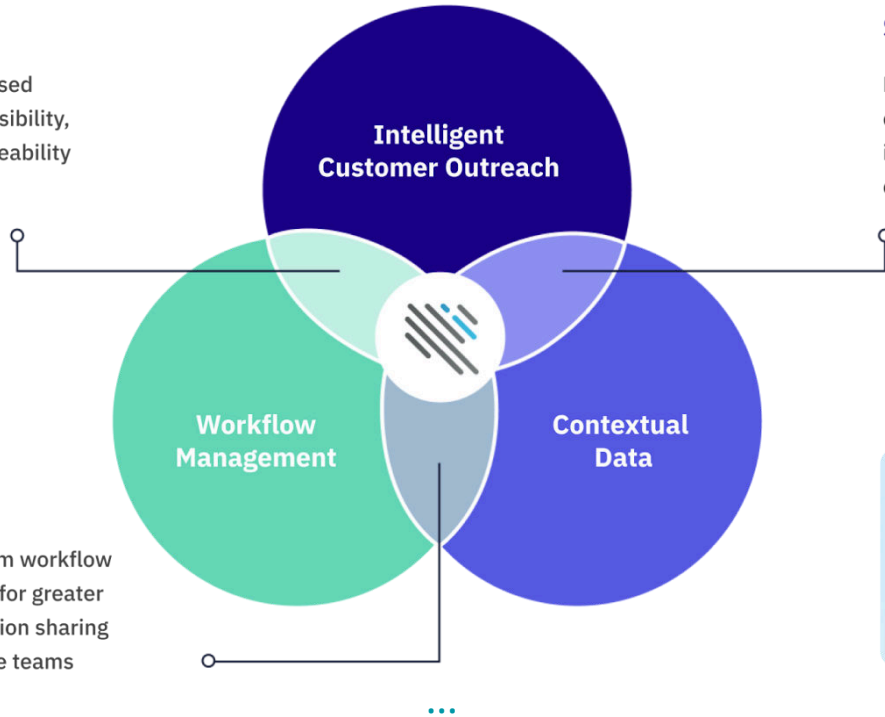 sed
sibility,
eability
Intelligent
Customer Outreach
Workflow
Management
Contextual
Data
m workflow
for greater
ion sharing
e teams
...